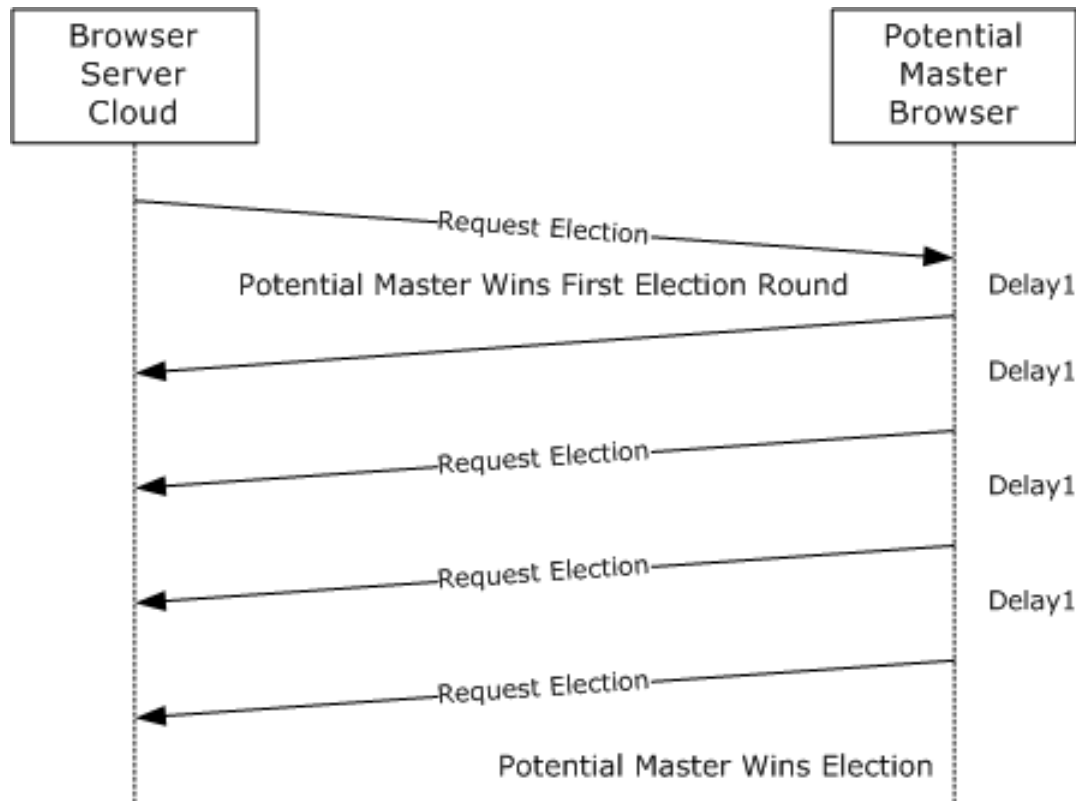 Browser
Server
Cloud
Potential
Master
Browser
Request Election
Potential Master Wins First Election Round
Delay1
Delay1
Request Election
Delay1
Request Election
Delay1
Request Election
Potential Master Wins Election